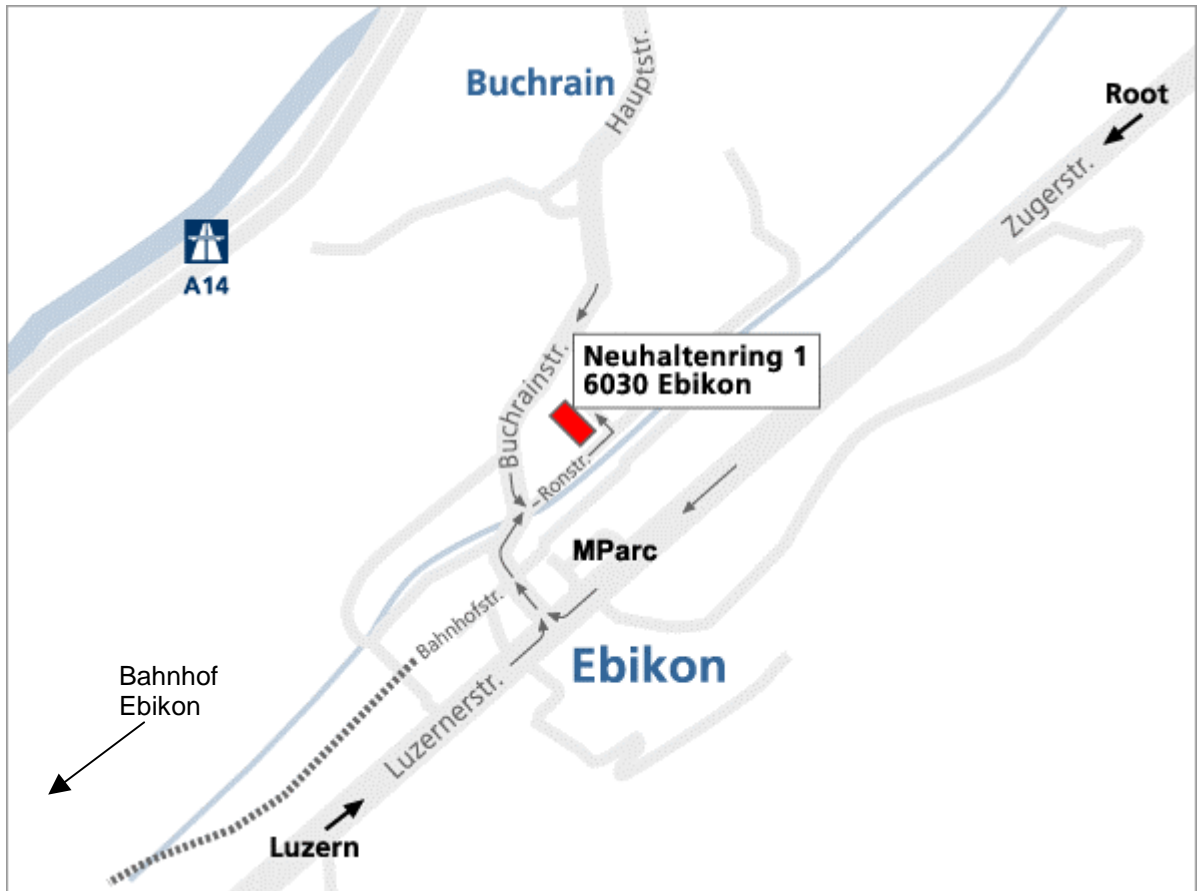 Buchrain
Hauptstr.
Root
Zugerstr.
A14
Neuhaltenring 1
6030 Ebikon
Buchrainstr.
Ronstr.
MParc
Bahnhofstr.
Ebikon
Bahnhof
Ebikon
Luzernerstr.
Luzern